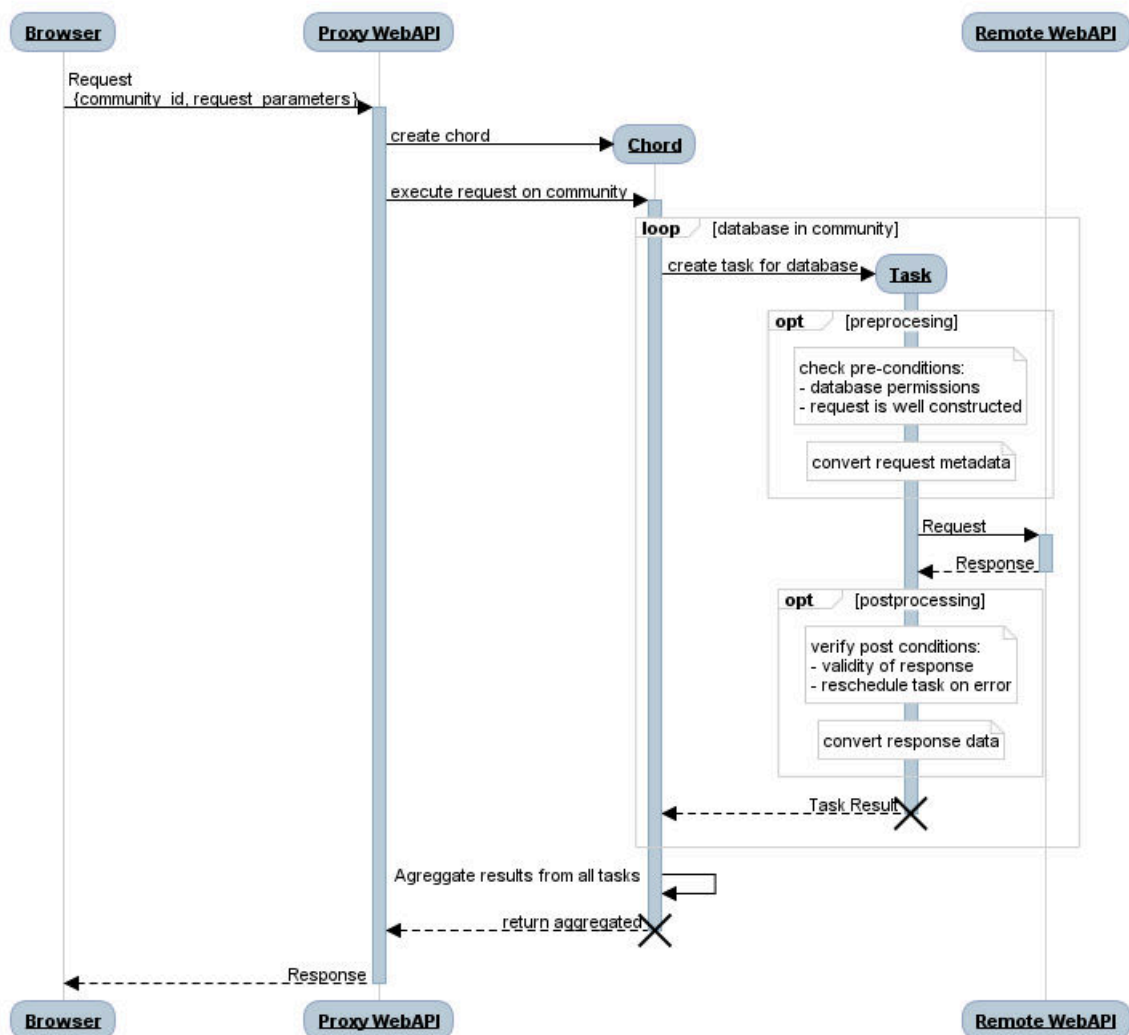 Browser
Proxy WebAPI
Remote WebAPI
Request
{community_id, request_parameters}
create chord
Chord
execute request on community
loop
[database in community]
create task for database
Task
opt
[preprocesing]
check pre-conditions:
- database permissions
- request is well constructed
convert request metadata
Request
Response
opt
[postprocessing]
verify post conditions:
- validity of response
- reschedule task on error
convert response data
Task Result
Agreggate results from all tasks
return aggregated
Response
Browser
Proxy WebAPI
Remote WebAPI